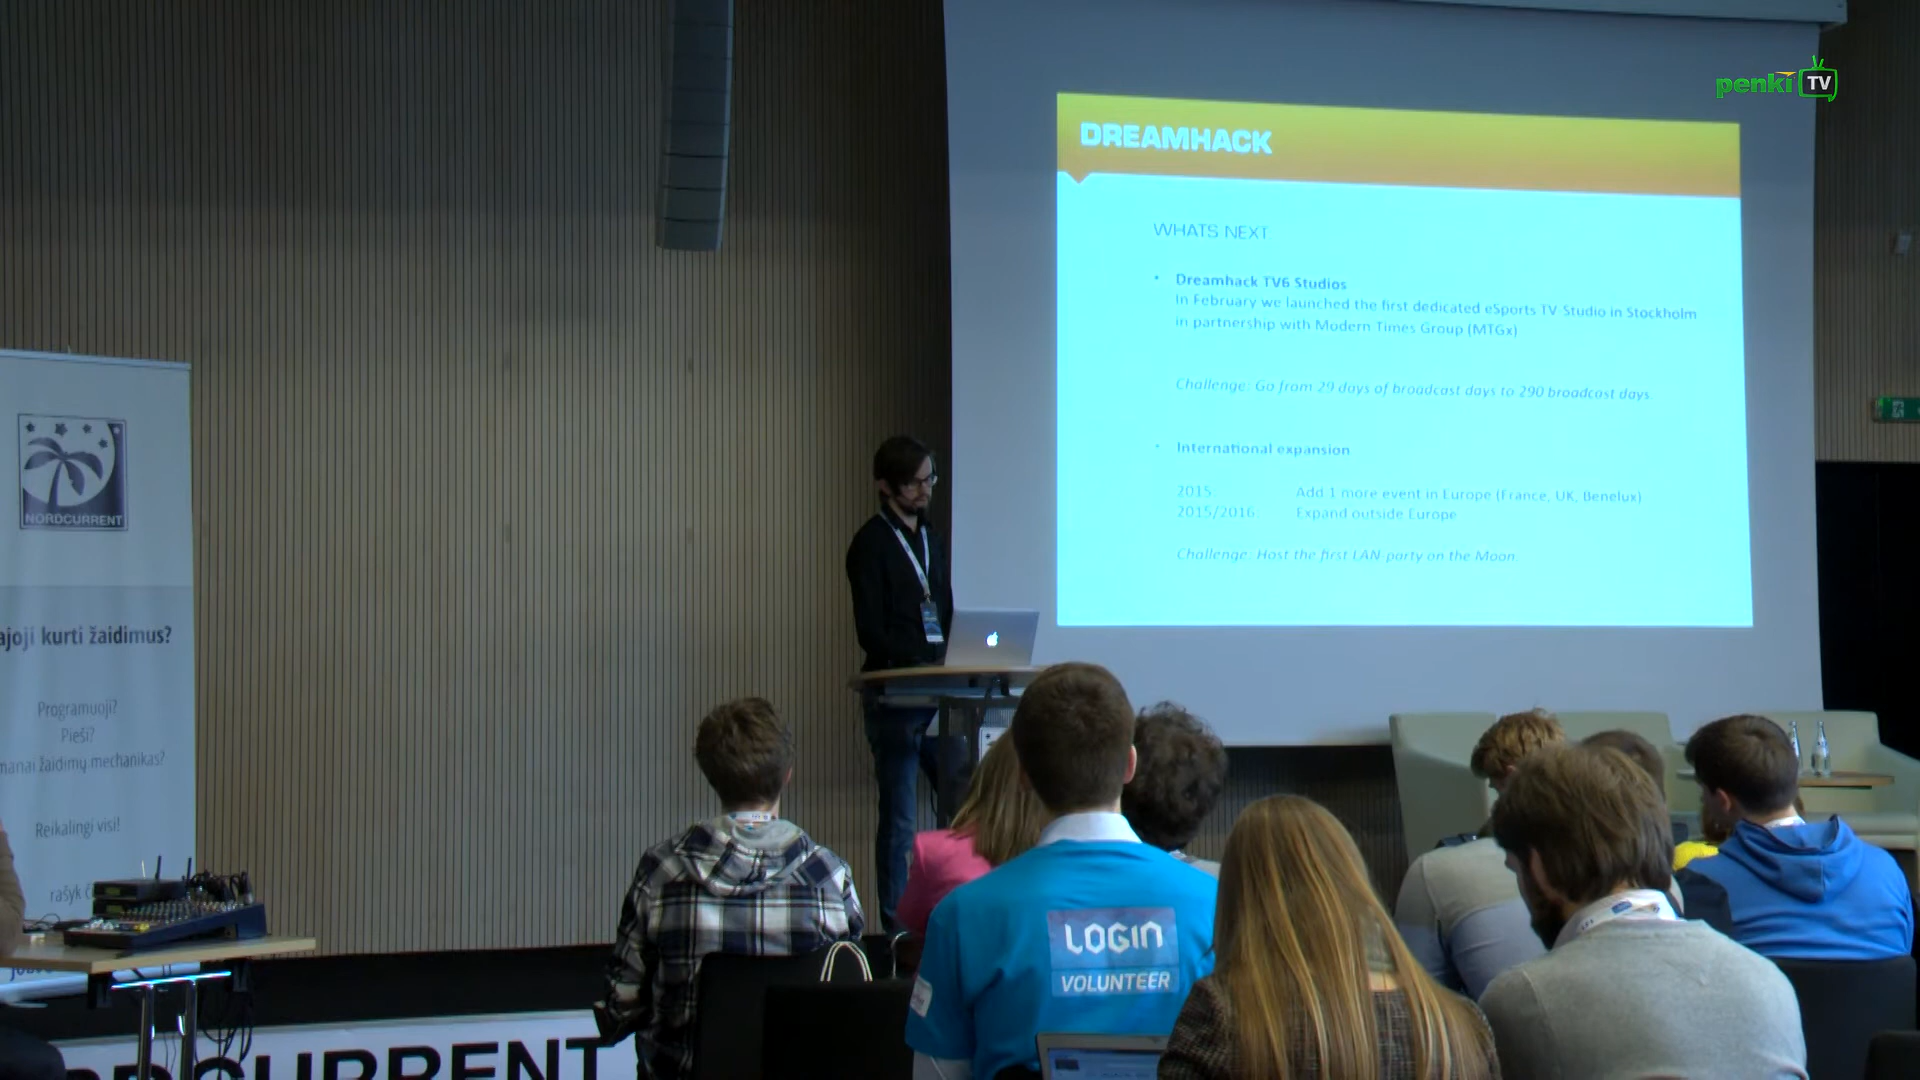 penki TV
DREAMHACK
WHATS NEXT
• Dreamhack TV6 Studios
In February we launched the first dedicated eSports TV Studio in Stockholm
in partnership with Modern Times Group (MTGx)
Challenge: Go from 29 days of broadcast days to 290 broadcast days.
• International expansion
2015: Add 1 more event in Europe (France, UK, Benelux)
2015/2016 Expand outside Europe
Challenge: Host the first LAN-party on the Moon.
NORDCURRENT
ajoji kurti žaidimus?
Programuoji?
Pieši?
manai žaidimų mechanikas?
Reikalingi visi!
rašyk
LOGIN
VOLUNTEER
RDCURRENT